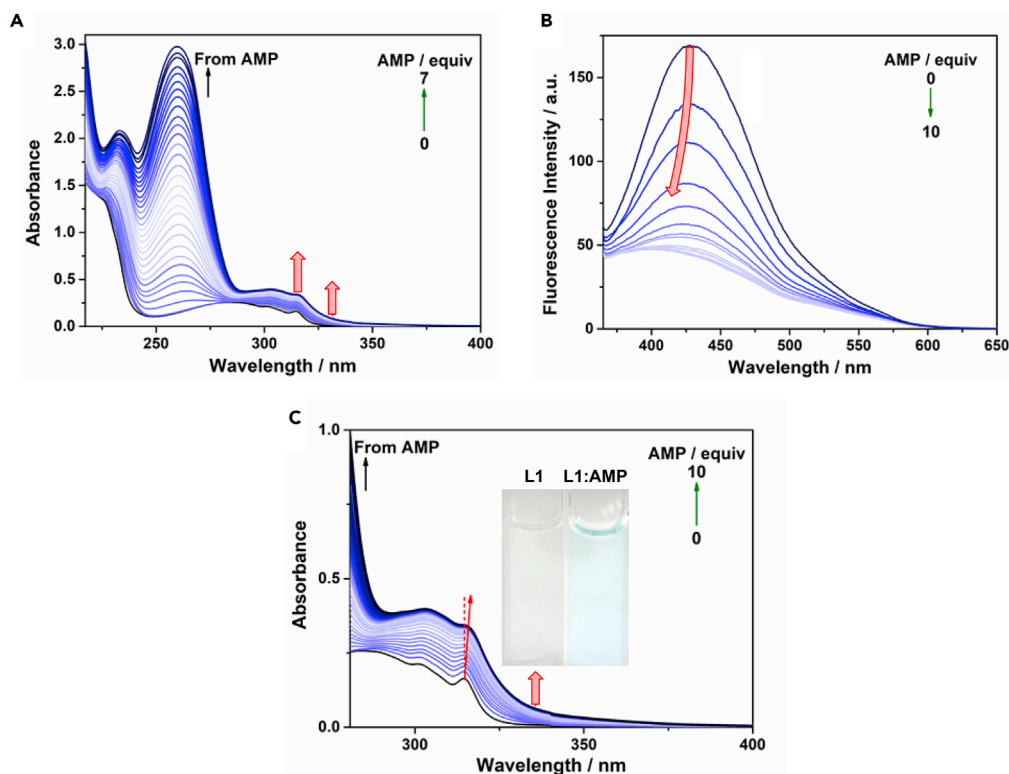 A
From AMP
AMP / equiv
7
0
3.0
2.5
2.0
1.5
1.0
0.5
0.0
250
300
350
400
Absorbance
Wavelength / nm
B
AMP / equiv
0
10
150
100
50
0
400
450
500
550
600
650
Fluorescence Intensity / a.u.
Wavelength / nm
C
From AMP
AMP / equiv
10
0
L1 L1:AMP
1.0
0.5
0.0
300
350
400
Absorbance
Wavelength / nm